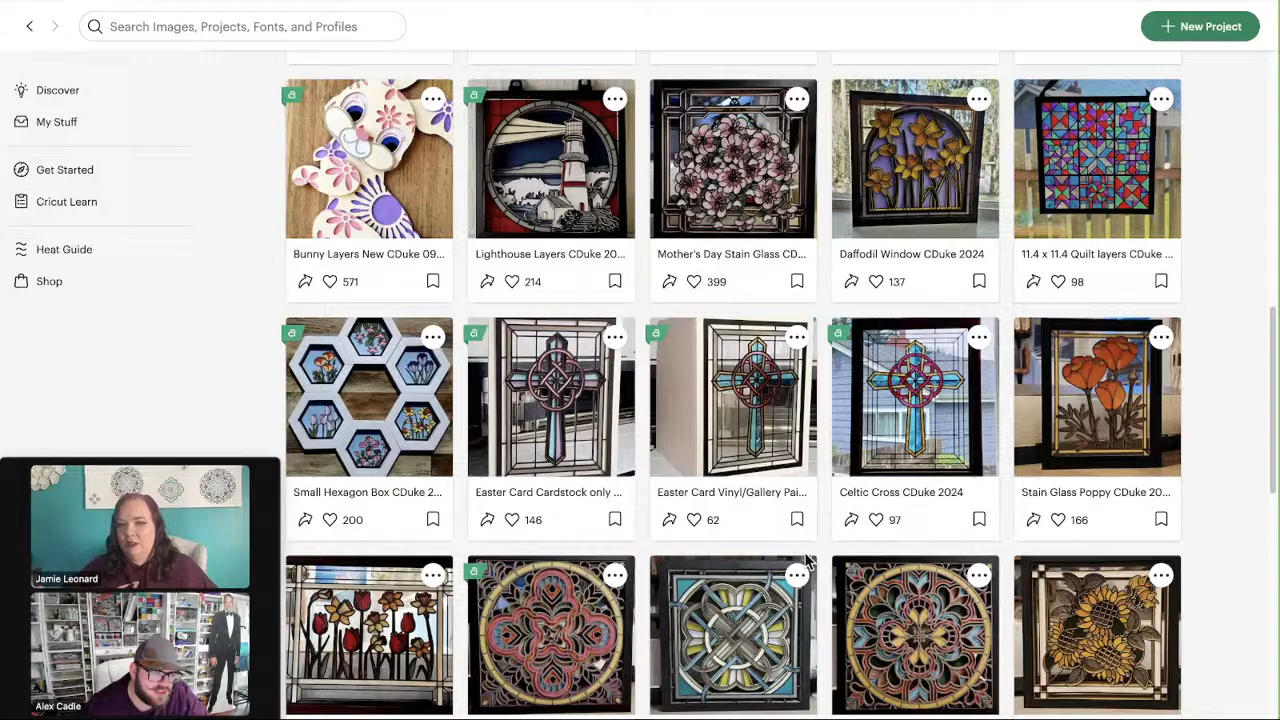 Search Images, Projects, Fonts, and Profiles
New Project
Discover
My Stuff
Get Started
Cricut Learn
Heat Guide
Shop
Bunny Layers New CDuke 09...
571
Lighthouse Layers CDuke 20...
214
Mother's Day Stain Glass CD...
399
Daffodil Window CDuke 2024
137
11.4 x 11.4 Quilt layers CDuke ...
98
Small Hexagon Box CDuke 2...
200
Easter Card Cardstock only ...
146
Easter Card Vinyl/Gallery Pai...
62
Celtic Cross CDuke 2024
97
Stain Glass Poppy CDuke 20...
166
Jamie Leonard
Alex Cadle